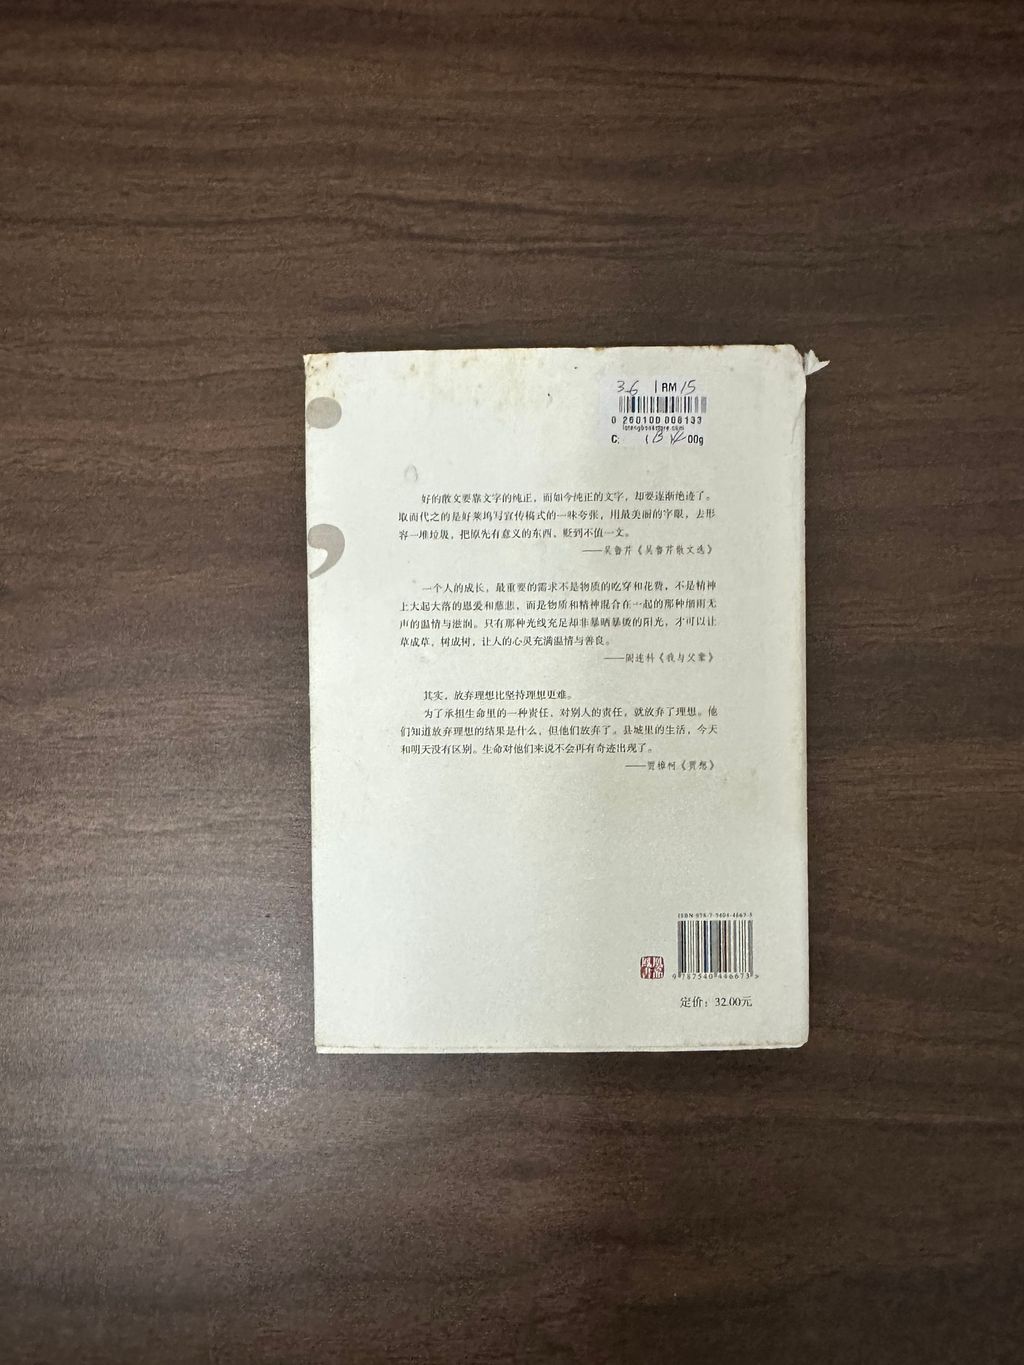 36 1 RM 15
0 260100 006133
C: 00g
好的散文要靠文字的纯正，而如今纯正的文字，却要逐渐绝迹了。
取而代之的是好莱坞写宣传稿式的一味夸张，用最美丽的字眼，去形
容一堆垃圾，把原先有意义的东西，贬到不值一文。
——吴鲁芹《吴鲁芹散文选》
一个人的成长，最重要的需求不是物质的吃穿和花费，不是精神
上大起大落的恩爱和慈悲，而是物质和精神混合在一起的那种细雨无
声的温情与滋润。只有那种光线充足却非暴晒暴烫的阳光，才可以让
草成草，树成树，让人的心灵充满温情与善良。
——阎连科《我与父辈》
其实，放弃理想比坚持理想更难。
为了承担生命里的一种责任，对别人的责任，就放弃了理想。他
们知道放弃理想的结果是什么，但他们放弃了。县城里的生活，今天
和明天没有区别。生命对他们来说不会再有奇迹出现了。
——贾樟柯《贾想》
ISBN 978-7-5404-4667-3
9 787540 446673 >
定价：32.00元